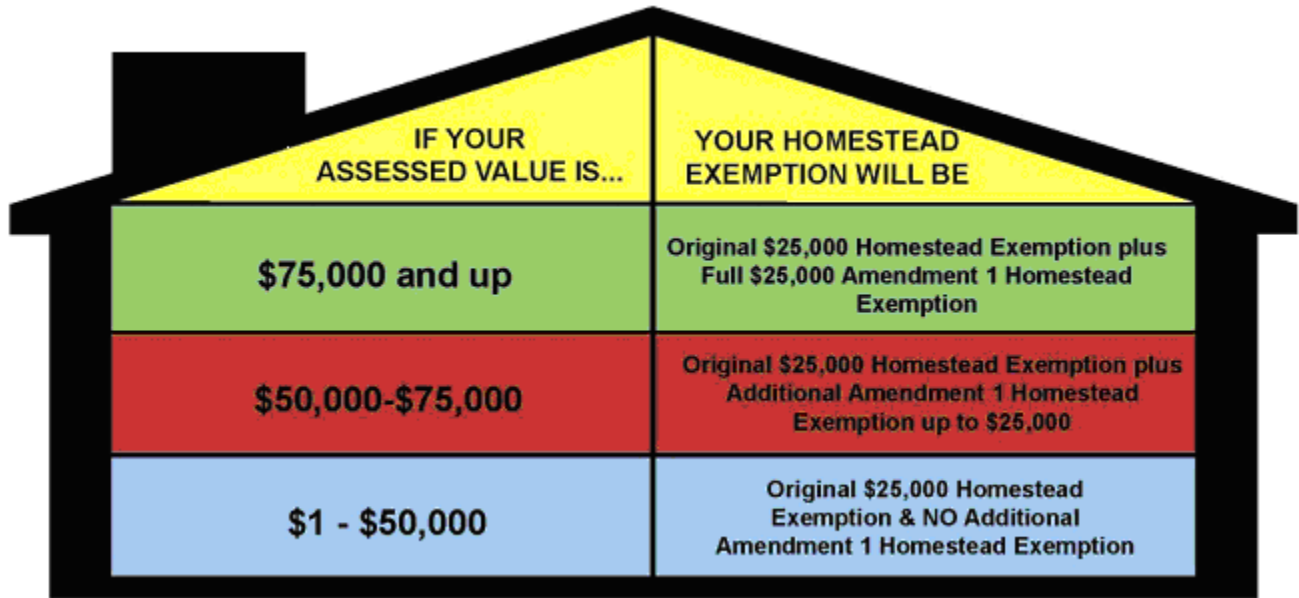 IF YOUR
ASSESSED VALUE IS...
YOUR HOMESTEAD
EXEMPTION WILL BE
$75,000 and up
Original $25,000 Homestead Exemption plus
Full $25,000 Amendment 1 Homestead
Exemption
$50,000-$75,000
Original $25,000 Homestead Exemption plus
Additional Amendment 1 Homestead
Exemption up to $25,000
$1 - $50,000
Original $25,000 Homestead
Exemption & NO Additional
Amendment 1 Homestead Exemption